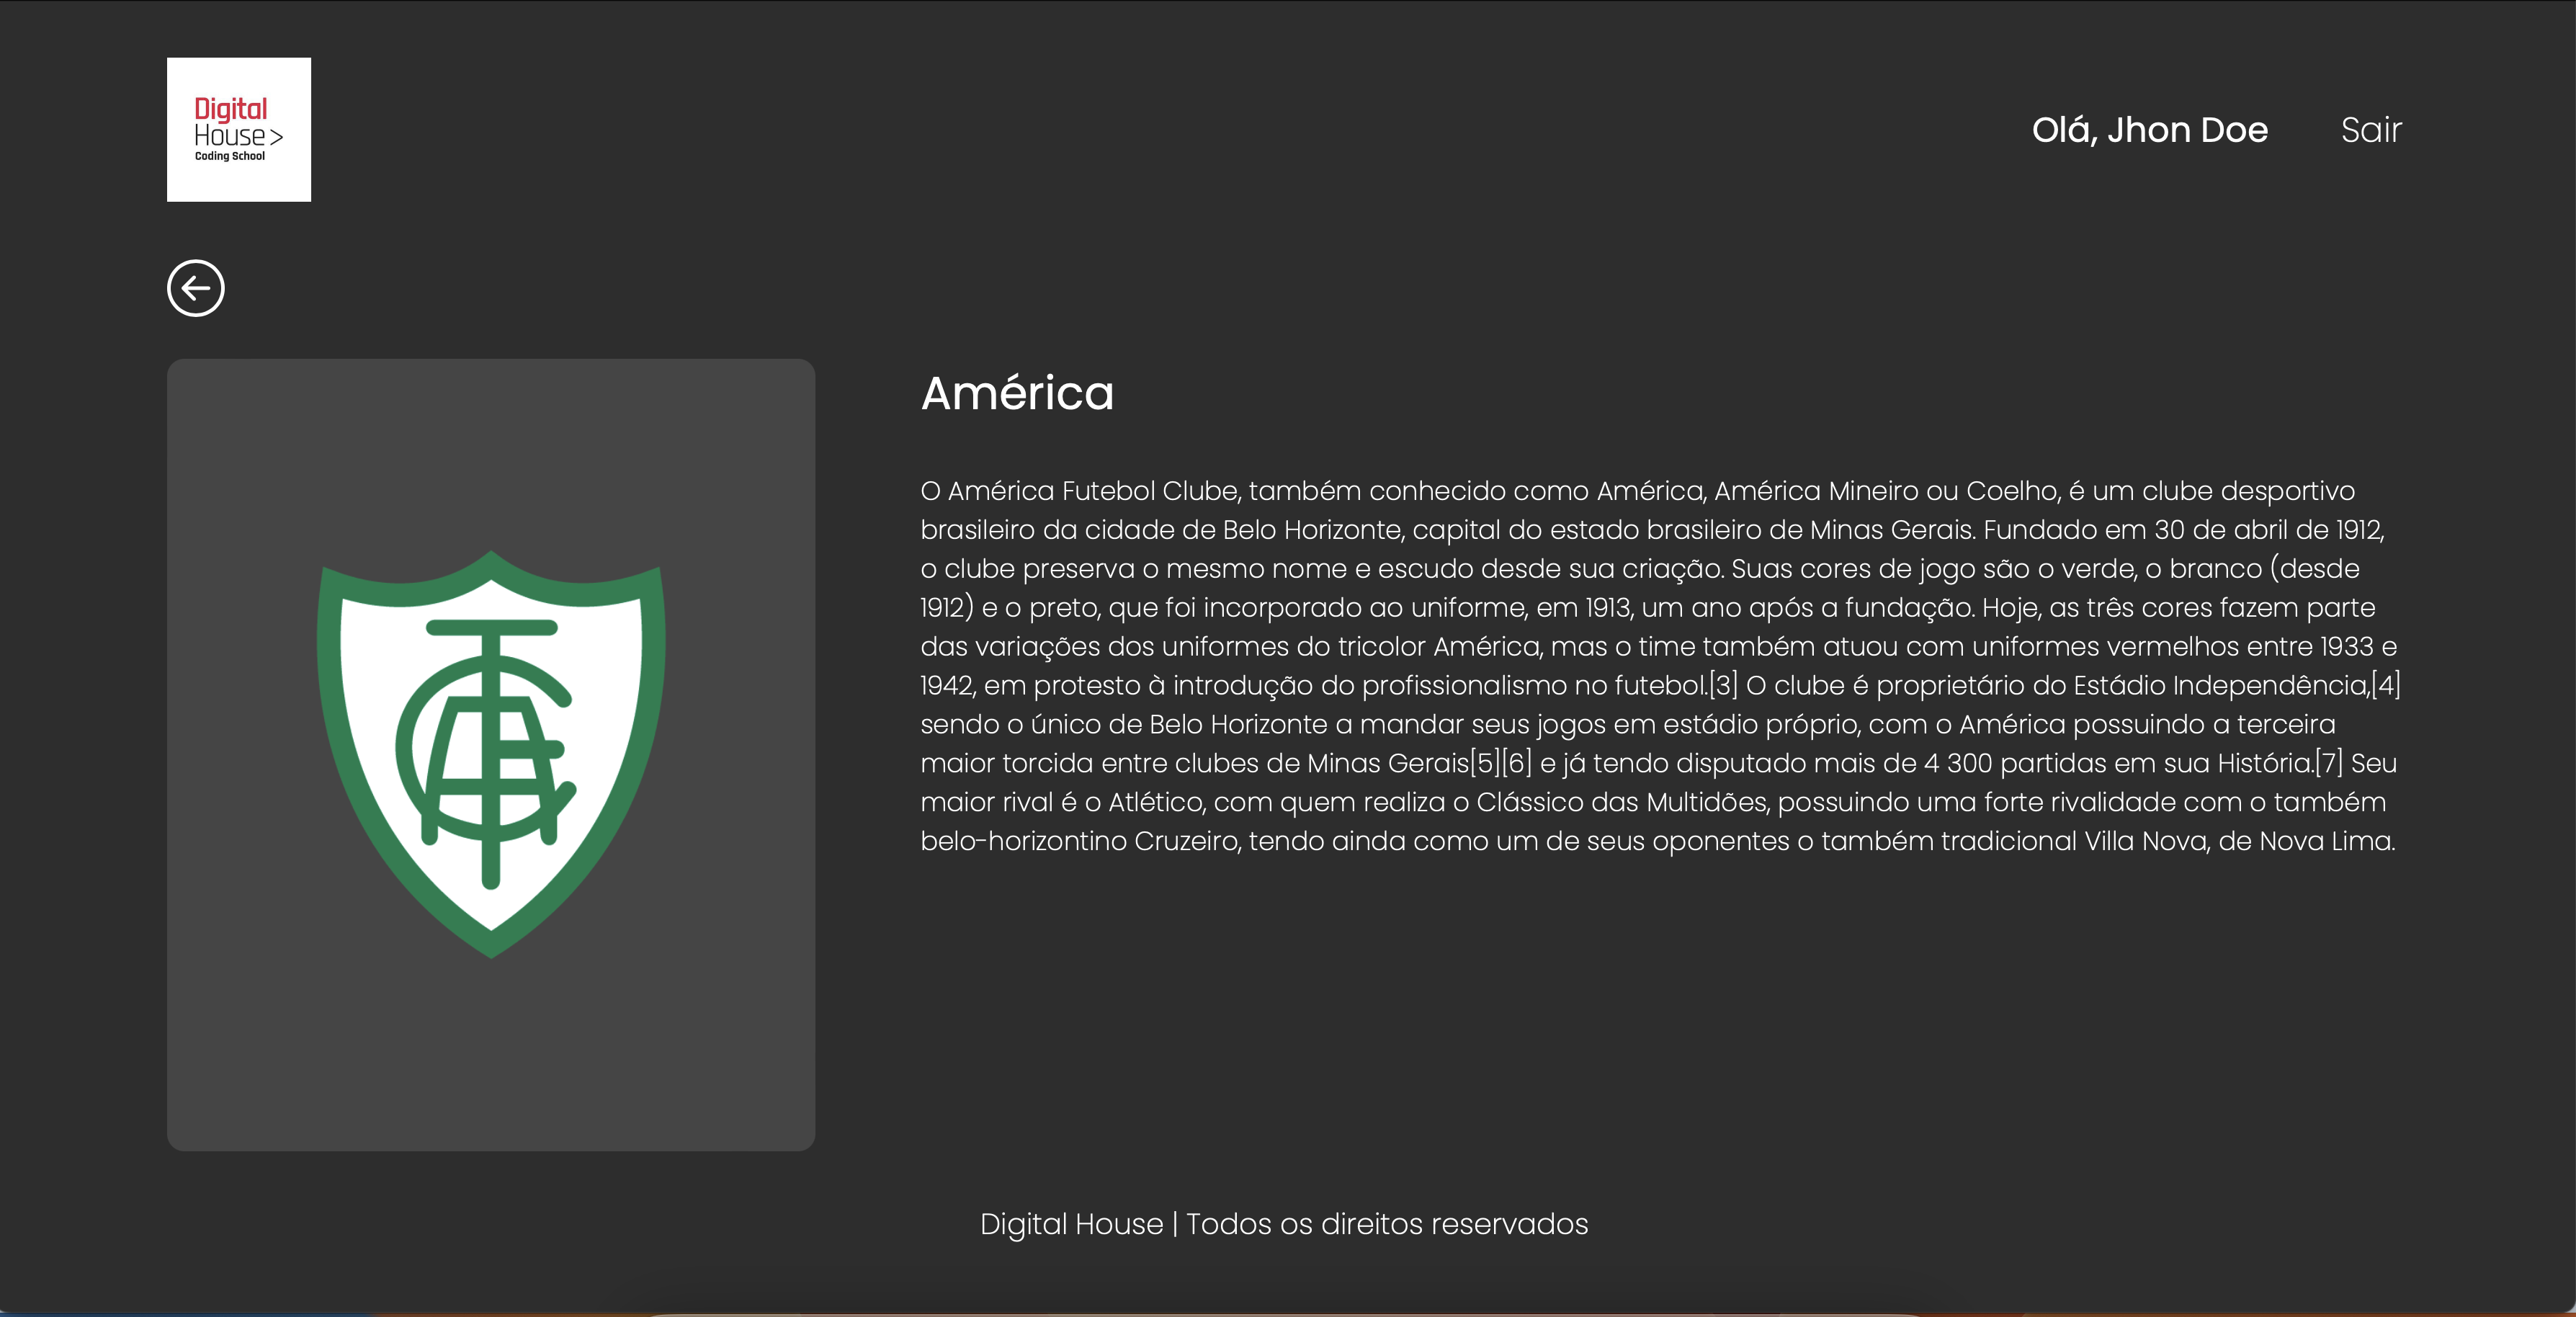 Digital
House >
Coding School
Olá, Jhon Doe
Sair
América
O América Futebol Clube, também conhecido como América, América Mineiro ou Coelho, é um clube desportivo
brasileiro da cidade de Belo Horizonte, capital do estado brasileiro de Minas Gerais. Fundado em 30 de abril de 1912,
o clube preserva o mesmo nome e escudo desde sua criação. Suas cores de jogo são o verde, o branco (desde
1912) e o preto, que foi incorporado ao uniforme, em 1913, um ano após a fundação. Hoje, as três cores fazem parte
das variações dos uniformes do tricolor América, mas o time também atuou com uniformes vermelhos entre 1933 e
1942, em protesto à introdução do profissionalismo no futebol.[3] O clube é proprietário do Estádio Independência,[4]
sendo o único de Belo Horizonte a mandar seus jogos em estádio próprio, com o América possuindo a terceira
maior torcida entre clubes de Minas Gerais[5][6] e já tendo disputado mais de 4 300 partidas em sua História.[7] Seu
maior rival é o Atlético, com quem realiza o Clássico das Multidões, possuindo uma forte rivalidade com o também
belo-horizontino Cruzeiro, tendo ainda como um de seus oponentes o também tradicional Villa Nova, de Nova Lima.
Digital House | Todos os direitos reservados